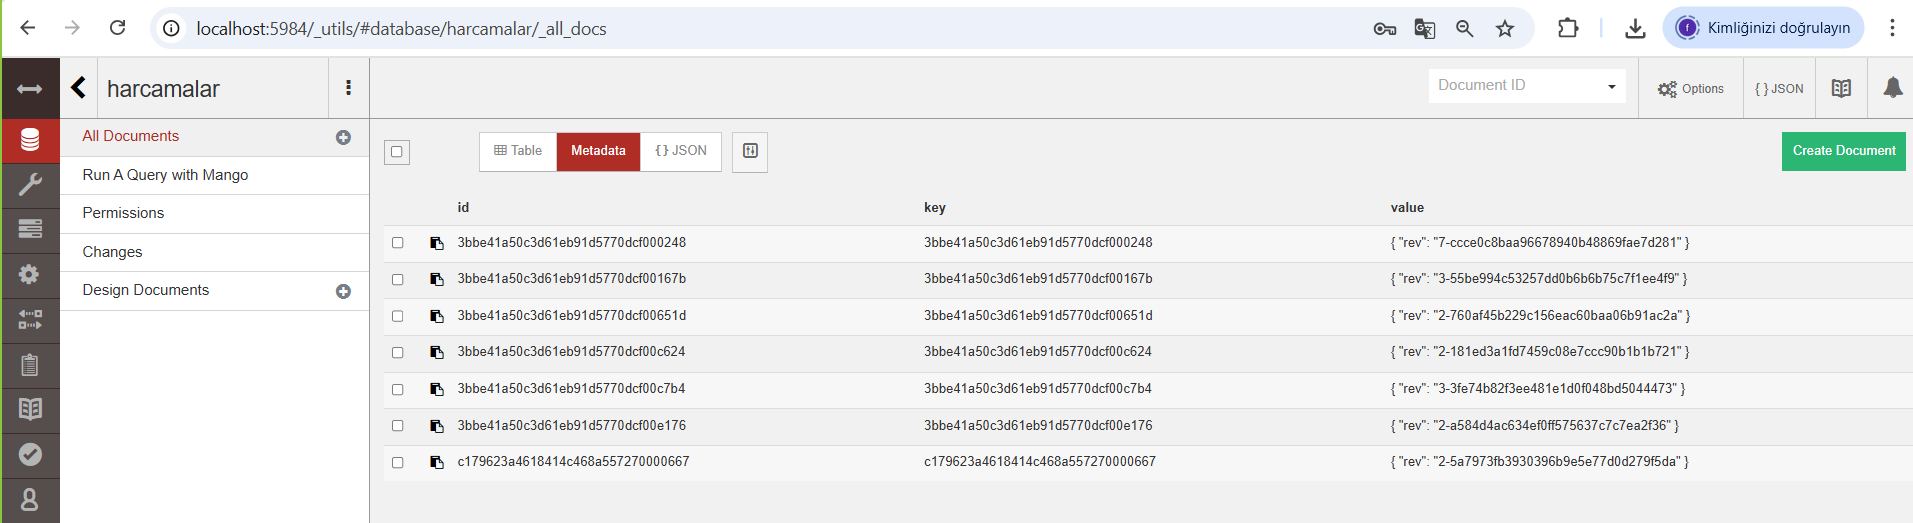 localhost:5984/_utils/#database/harcamalar/_all_docs
Kimliğinizi doğrulayın
harcamalar
Document ID
Options
{ } JSON
All Documents
Run A Query with Mango
Permissions
Changes
Design Documents
Table
Metadata
{ } JSON
Create Document
id key value
3bbe41a50c3d61eb91d5770dcf000248 3bbe41a50c3d61eb91d5770dcf000248 { "rev": "7-ccce0c8baa96678940b48869fae7d281" }
3bbe41a50c3d61eb91d5770dcf00167b 3bbe41a50c3d61eb91d5770dcf00167b { "rev": "3-55be994c53257dd0b6b6b75c7f1ee4f9" }
3bbe41a50c3d61eb91d5770dcf00651d 3bbe41a50c3d61eb91d5770dcf00651d { "rev": "2-760af45b229c156eac60baa06b91ac2a" }
3bbe41a50c3d61eb91d5770dcf00c624 3bbe41a50c3d61eb91d5770dcf00c624 { "rev": "2-181ed3a1fd7459c08e7ccc90b1b1b721" }
3bbe41a50c3d61eb91d5770dcf00c7b4 3bbe41a50c3d61eb91d5770dcf00c7b4 { "rev": "3-3fe74b82f3ee481e1d0f048bd5044473" }
3bbe41a50c3d61eb91d5770dcf00e176 3bbe41a50c3d61eb91d5770dcf00e176 { "rev": "2-a584d4ac634ef0ff575637c7c7ea2f36" }
c179623a4618414c468a557270000667 c179623a4618414c468a557270000667 { "rev": "2-5a7973fb3930396b9e5e77d0d279f5da" }